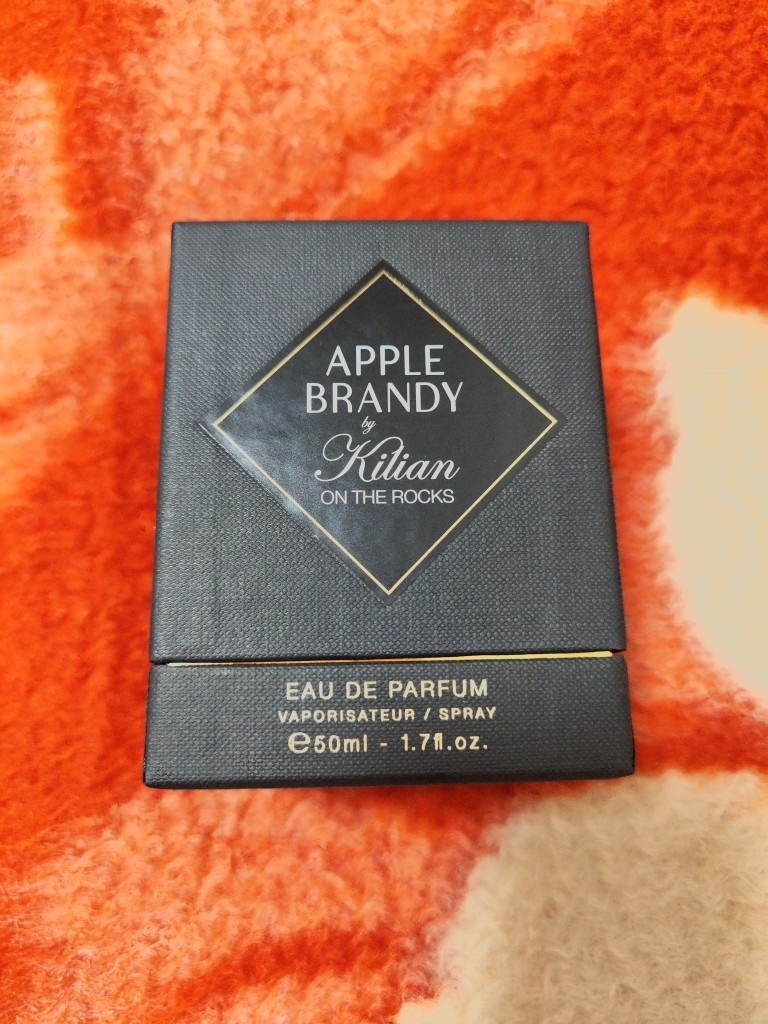 APPLE
BRANDY
by
Kilian
ON THE ROCKS
EAU DE PARFUM
VAPORISATEUR / SPRAY
℮50ml - 1.7fl.oz.